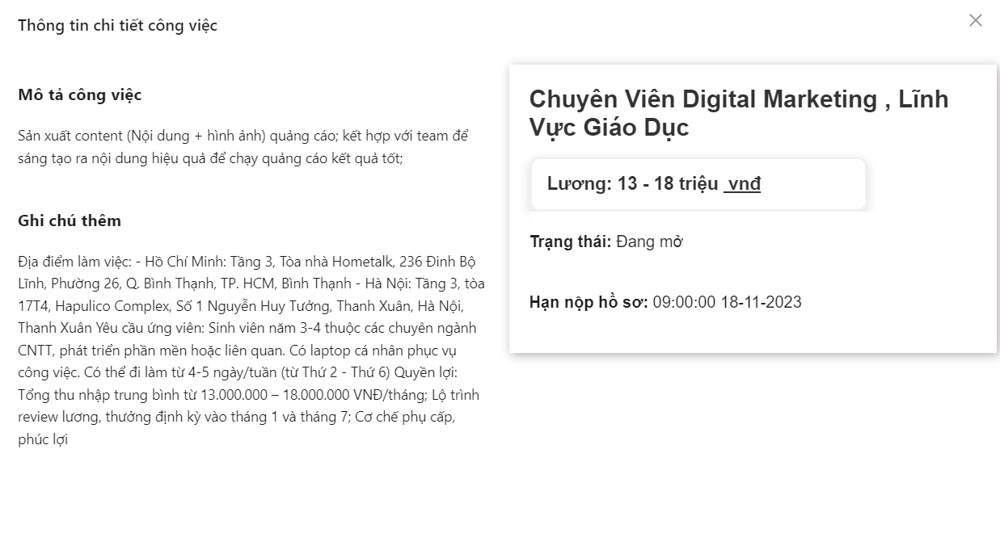 Thông tin chi tiết công việc
Mô tả công việc
Sản xuất content (Nội dung + hình ảnh) quảng cáo; kết hợp với team để
sáng tạo ra nội dung hiệu quả để chạy quảng cáo kết quả tốt;
Ghi chú thêm
Địa điểm làm việc: - Hồ Chí Minh: Tầng 3, Tòa nhà Hometalk, 236 Đinh Bộ
Lĩnh, Phường 26, Q. Bình Thạnh, TP. HCM, Bình Thạnh - Hà Nội: Tầng 3, tòa
17T4, Hapulico Complex, Số 1 Nguyễn Huy Tưởng, Thanh Xuân, Hà Nội,
Thanh Xuân Yêu cầu ứng viên: Sinh viên năm 3-4 thuộc các chuyên ngành
CNTT, phát triển phần mền hoặc liên quan. Có laptop cá nhân phục vụ
công việc. Có thể đi làm từ 4-5 ngày/tuần (từ Thứ 2 - Thứ 6) Quyền lợi:
Tổng thu nhập trung bình từ 13.000.000 – 18.000.000 VNĐ/tháng; Lộ trình
review lương, thưởng định kỳ vào tháng 1 và tháng 7; Cơ chế phụ cấp,
phúc lợi
Chuyên Viên Digital Marketing , Lĩnh
Vực Giáo Dục
Lương: 13 - 18 triệu vnđ
Trạng thái: Đang mở
Hạn nộp hồ sơ: 09:00:00 18-11-2023